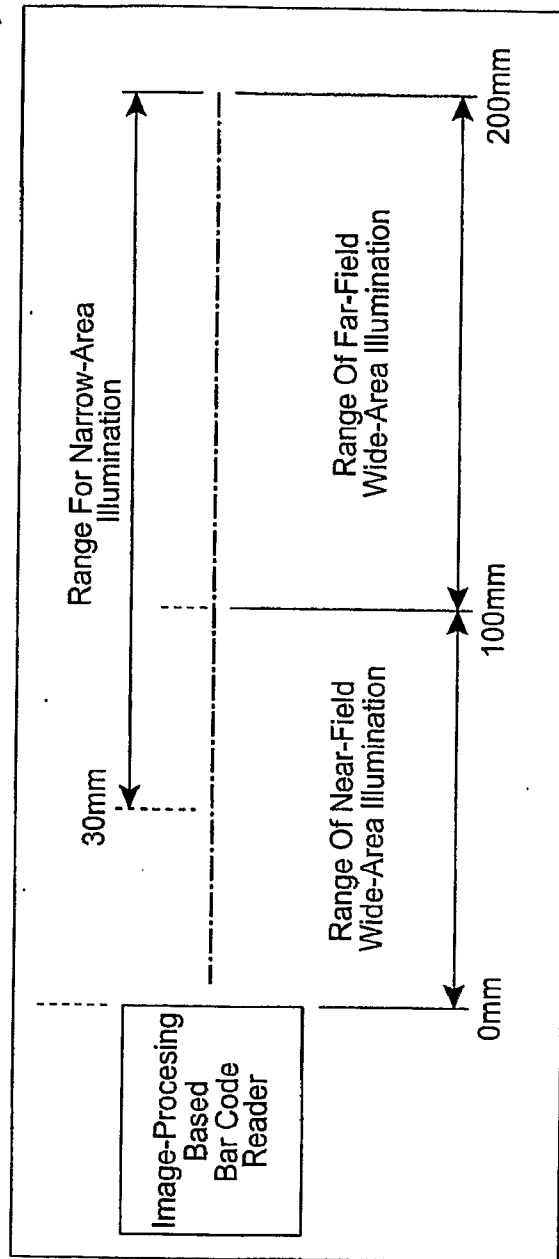 Image-Procesing
Based
Bar Code
Reader
30mm
Range For Narrow-Area
Illumination
Range Of Near-Field
Wide-Area Illumination
Range Of Far-Field
Wide-Area Illumination
0mm
100mm
200mm